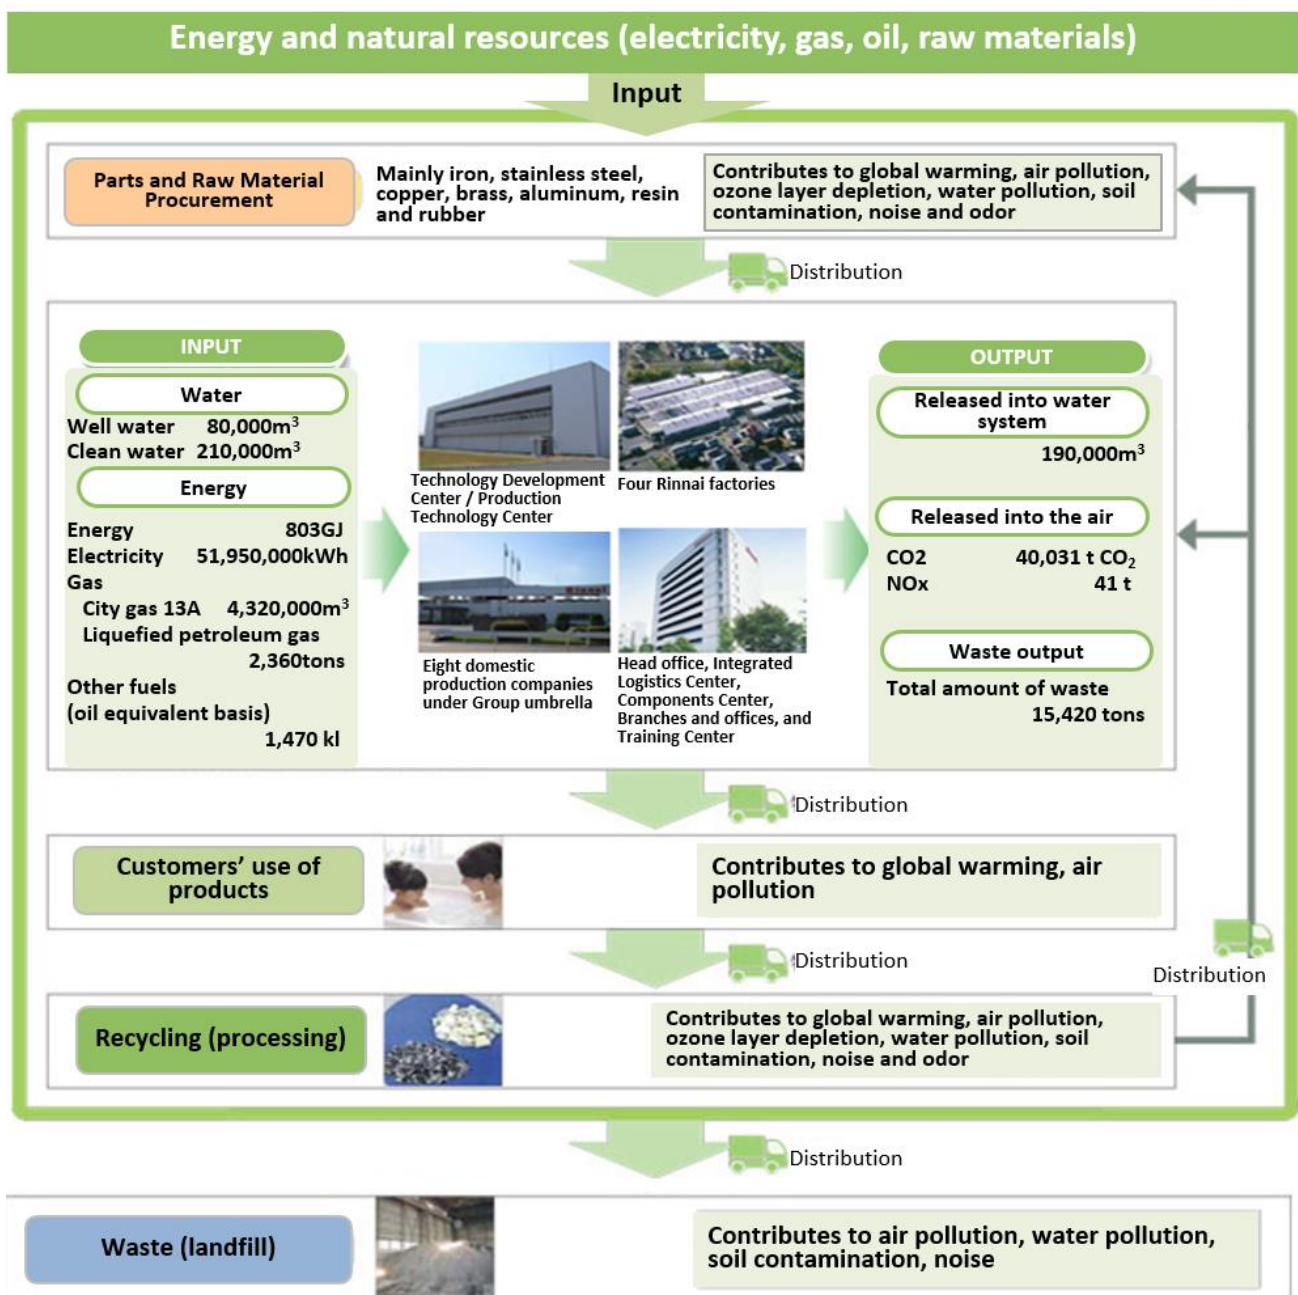 Energy and natural resources (electricity, gas, oil, raw materials)
Input
Parts and Raw Material
Procurement
Mainly iron, stainless steel,
copper, brass, aluminum, resin
and rubber
Contributes to global warming, air pollution,
ozone layer depletion, water pollution, soil
contamination, noise and odor
Distribution
INPUT
Water
Well water 80,000m³
Clean water 210,000m³
Energy
Energy 803GJ
Electricity 51,950,000kWh
Gas
City gas 13A 4,320,000m³
Liquefied petroleum gas
2,360tons
Other fuels
(oil equivalent basis)
1,470 kl
Technology Development
Center / Production
Technology Center
Four Rinnai factories
Eight domestic
production companies
under Group umbrella
Head office, Integrated
Logistics Center,
Components Center,
Branches and offices, and
Training Center
OUTPUT
Released into water
system
190,000m³
Released into the air
CO2 40,031 t CO₂
NOx 41 t
Waste output
Total amount of waste
15,420 tons
Distribution
Customers’ use of
products
Contributes to global warming, air
pollution
Distribution
Distribution
Recycling (processing)
Contributes to global warming, air pollution,
ozone layer depletion, water pollution, soil
contamination, noise and odor
Distribution
Waste (landfill)
Contributes to air pollution, water pollution,
soil contamination, noise